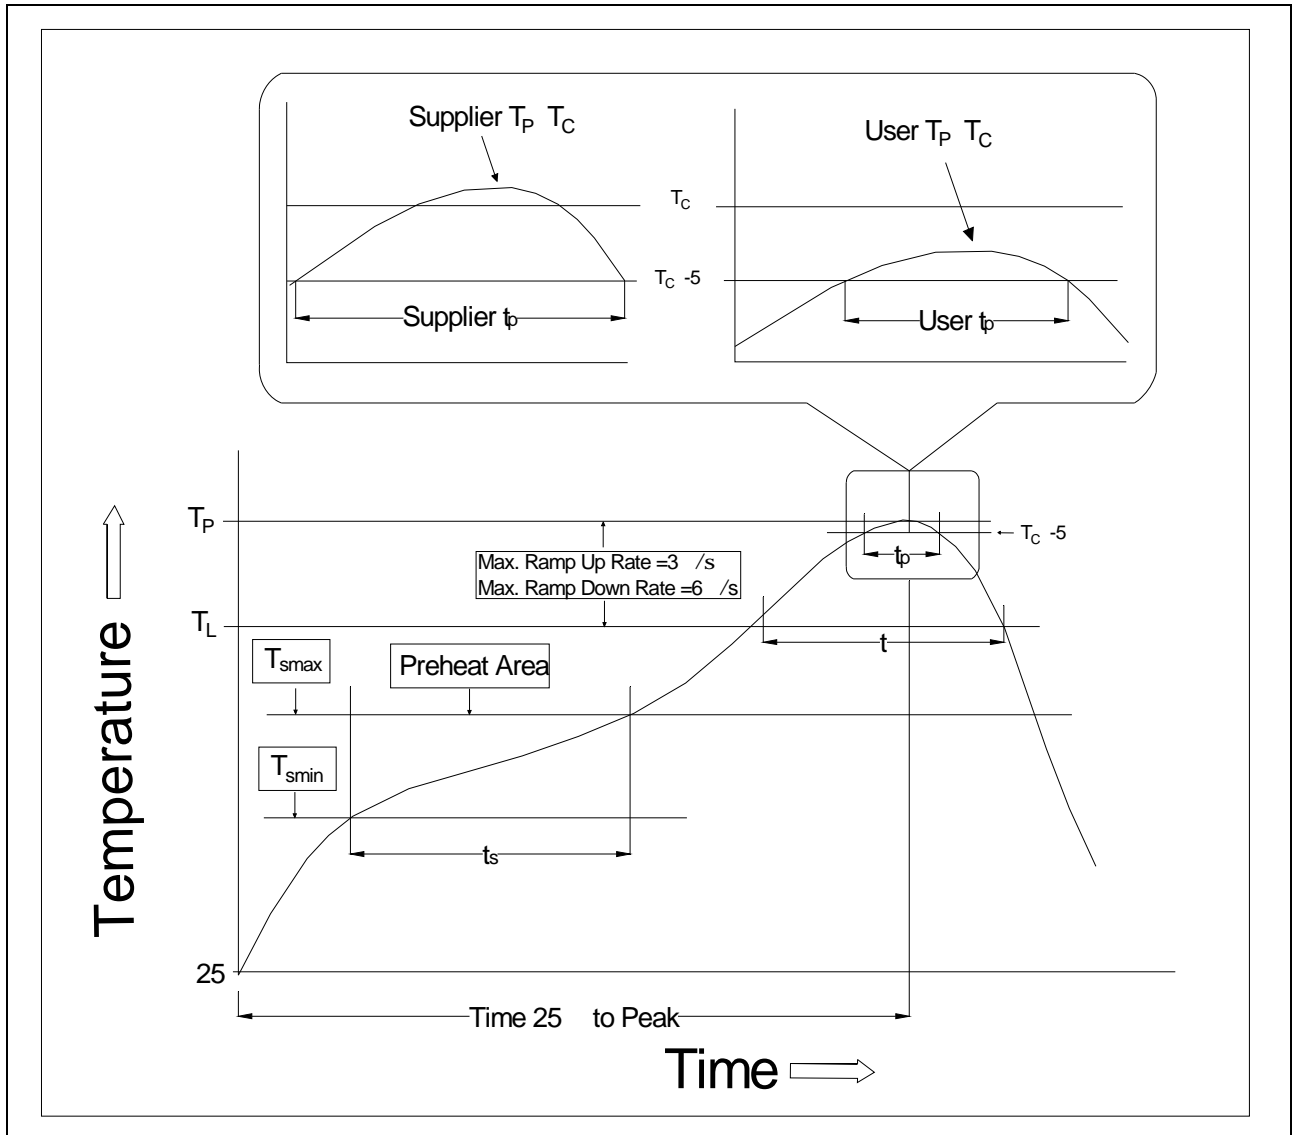 Supplier TP TC
User TP TC
TC
TC -5
Supplier tp
User tp
TP
TC -5
tp
Max. Ramp Up Rate =3 /s
Max. Ramp Down Rate =6 /s
TL
t
Tsmax
Preheat Area
Tsmin
ts
Temperature
25
Time 25 to Peak
Time